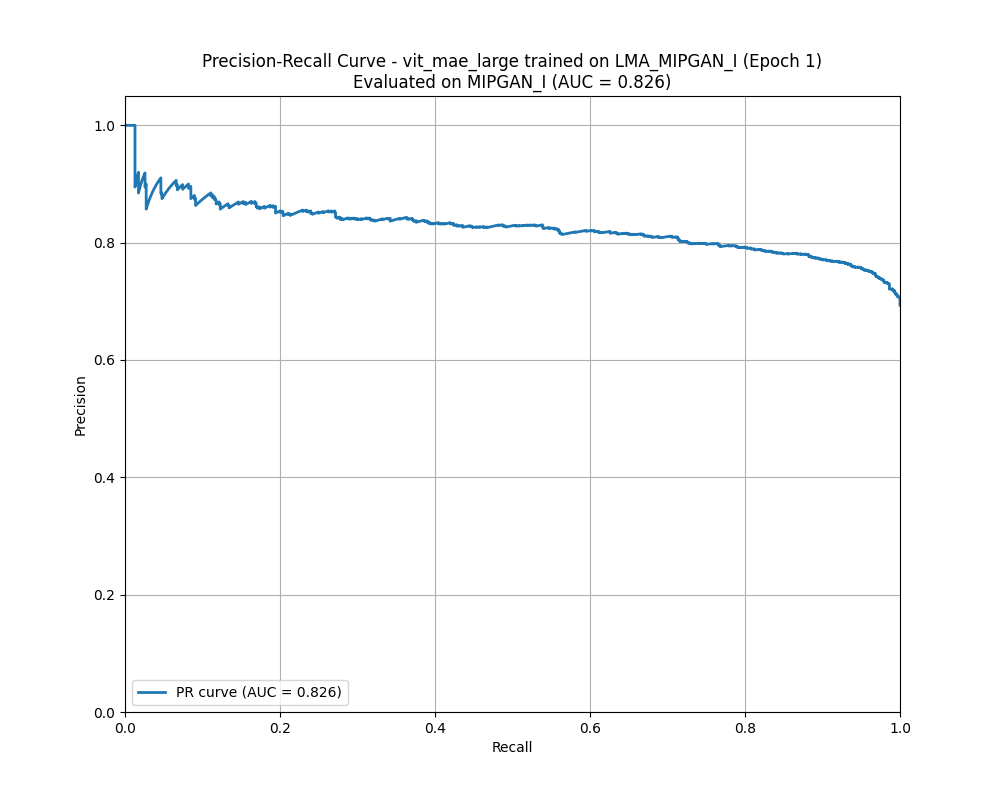 Precision-Recall Curve - vit_mae_large trained on LMA_MIPGAN_I (Epoch 1)
Evaluated on MIPGAN_I (AUC = 0.826)
Precision
1.0
0.8
0.6
0.4
0.2
0.0
PR curve (AUC = 0.826)
0.0 0.2 0.4 0.6 0.8 1.0
Recall